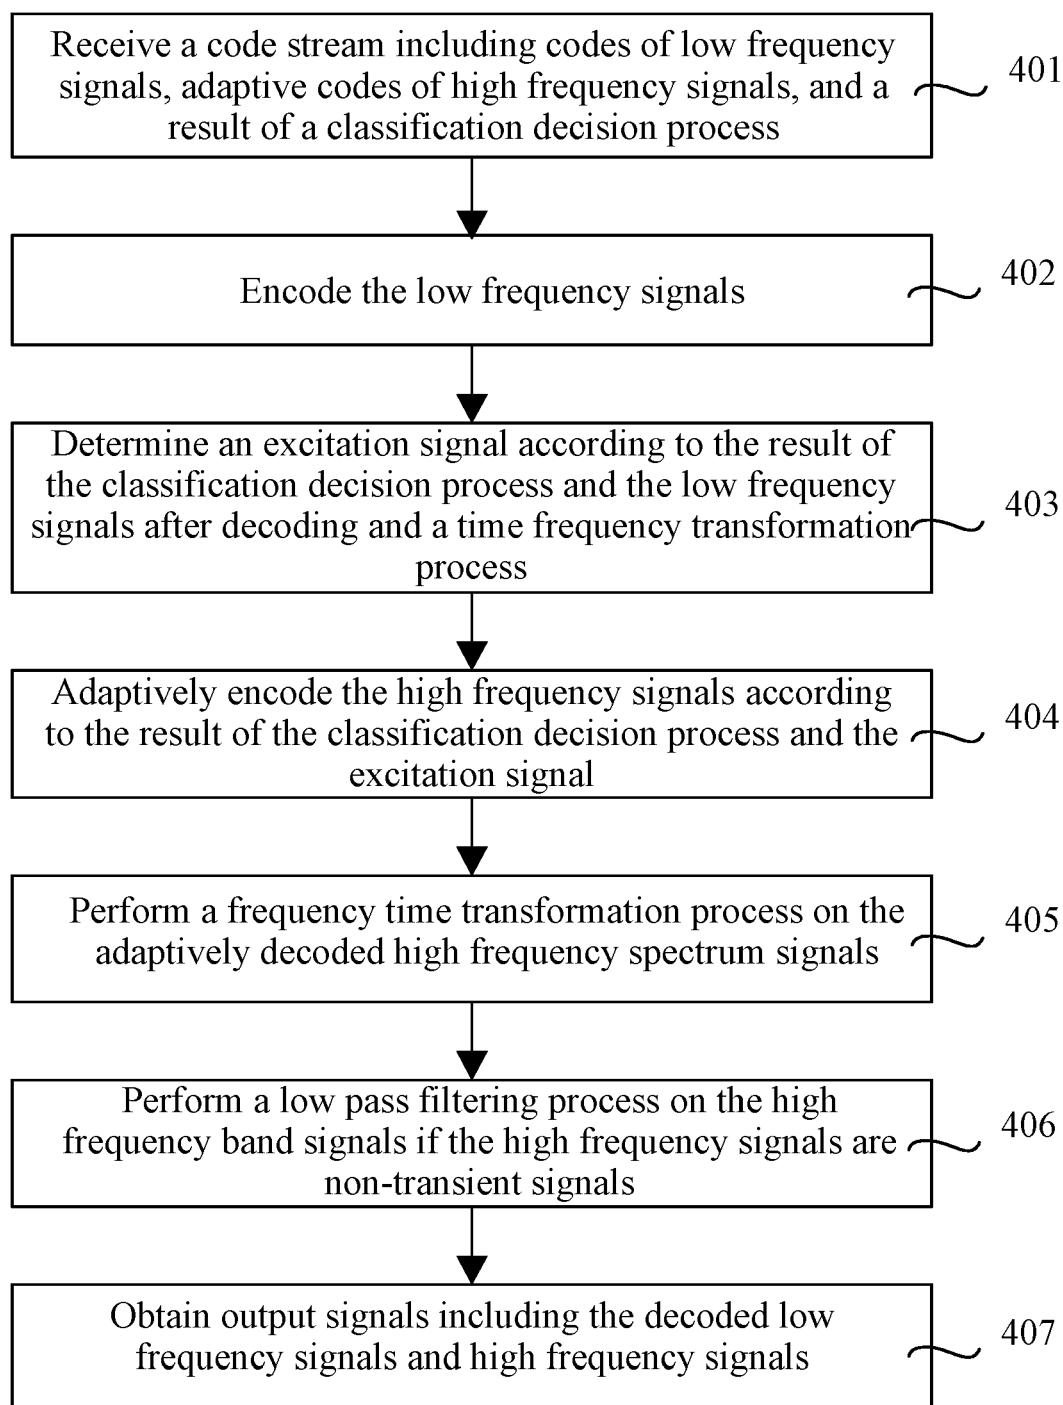 Receive a code stream including codes of low frequency
signals, adaptive codes of high frequency signals, and a
result of a classification decision process
401
Encode the low frequency signals
402
Determine an excitation signal according to the result of
the classification decision process and the low frequency
signals after decoding and a time frequency transformation
process
403
Adaptively encode the high frequency signals according
to the result of the classification decision process and the
excitation signal
404
Perform a frequency time transformation process on the
adaptively decoded high frequency spectrum signals
405
Perform a low pass filtering process on the high
frequency band signals if the high frequency signals are
non-transient signals
406
Obtain output signals including the decoded low
frequency signals and high frequency signals
407